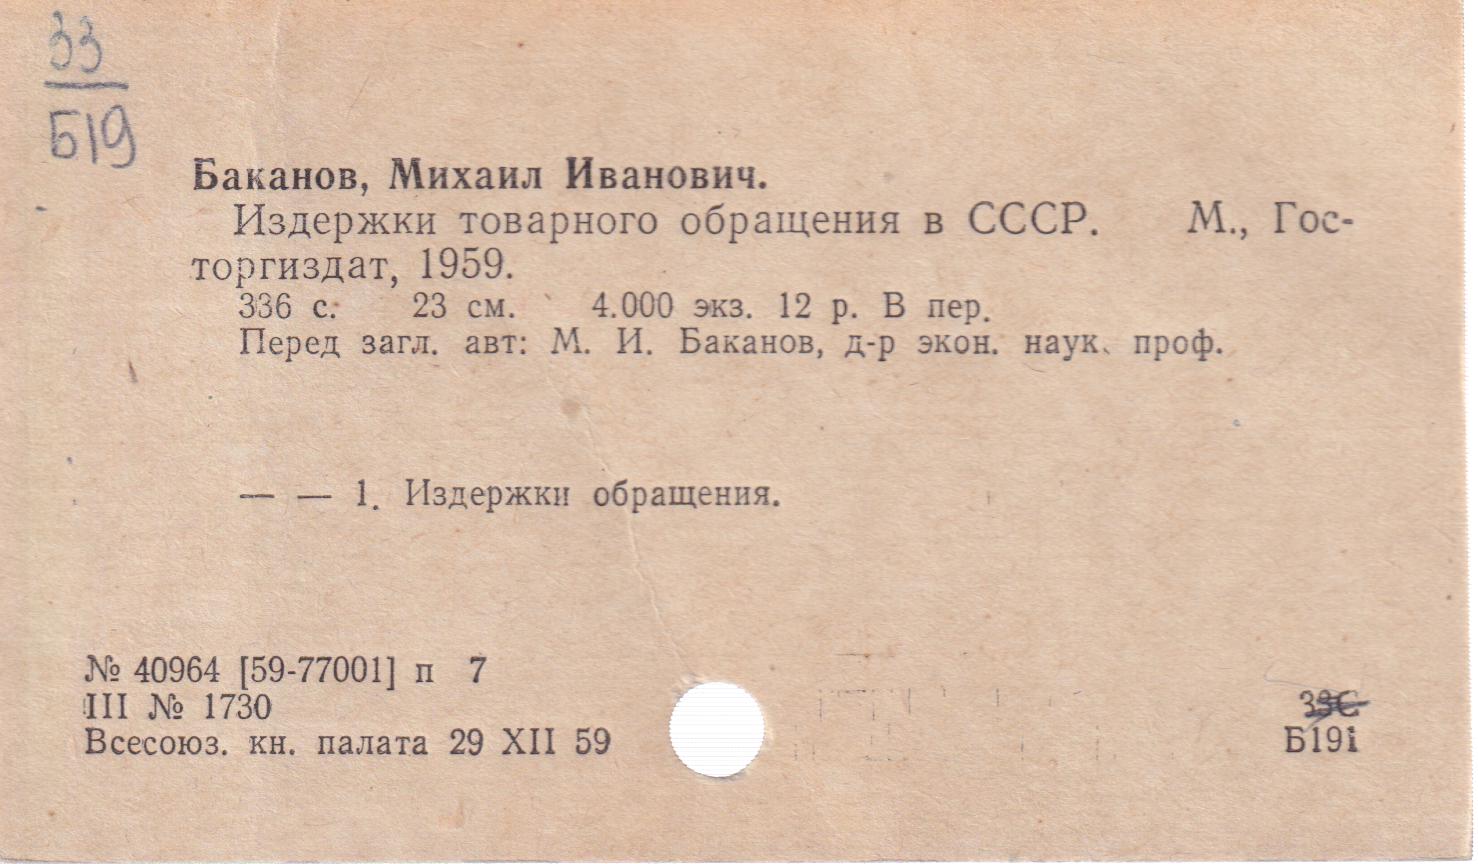 33
Б19
Баканов, Михаил Иванович.
Издержки товарного обращения в СССР. М., Гос-
торгиздат, 1959.
336 с. 23 см. 4.000 экз. 12 р. В пер.
Перед загл. авт: М. И. Баканов, д-р экон. наук, проф.
— — 1. Издержки обращения.
№ 40964 [59-77001] п 7
III № 1730
Всесоюз. кн. палата 29 XII 59
33С
Б191